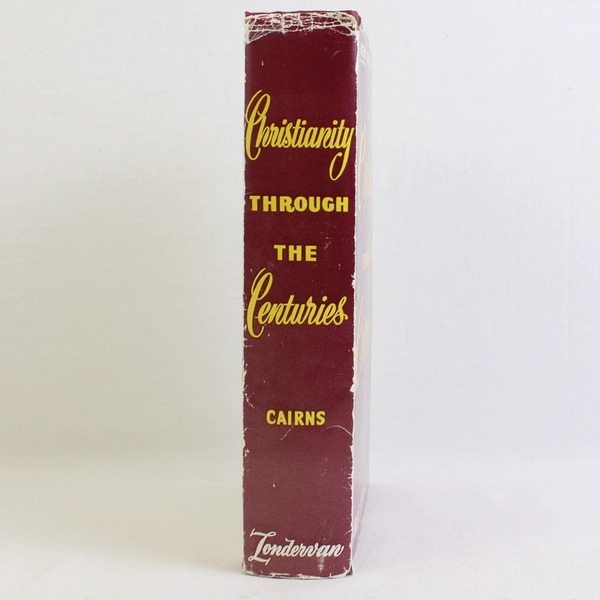 Christianity
THROUGH
THE
Centuries
CAIRNS
Zondervan